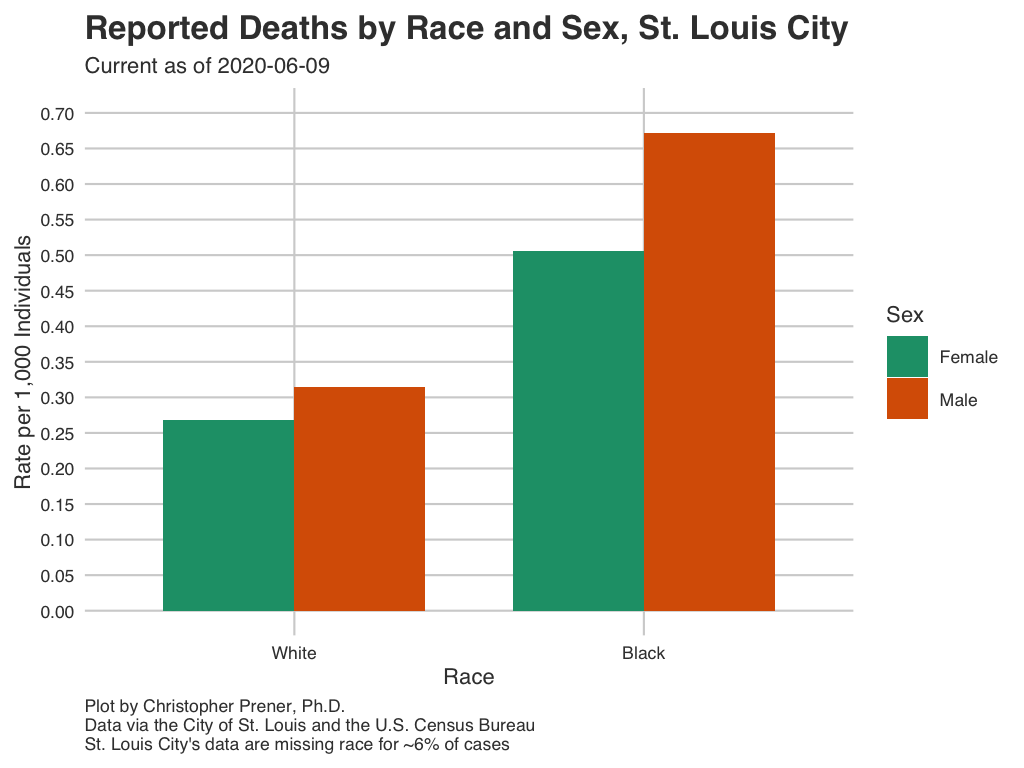 Reported Deaths by Race and Sex, St. Louis City
Current as of 2020-06-09
Rate per 1,000 Individuals
0.70
0.65
0.60
0.55
0.50
0.45
0.40
0.35
0.30
0.25
0.20
0.15
0.10
0.05
0.00
White
Black
Race
Sex
Female
Male
Plot by Christopher Prener, Ph.D.
Data via the City of St. Louis and the U.S. Census Bureau
St. Louis City's data are missing race for ~6% of cases